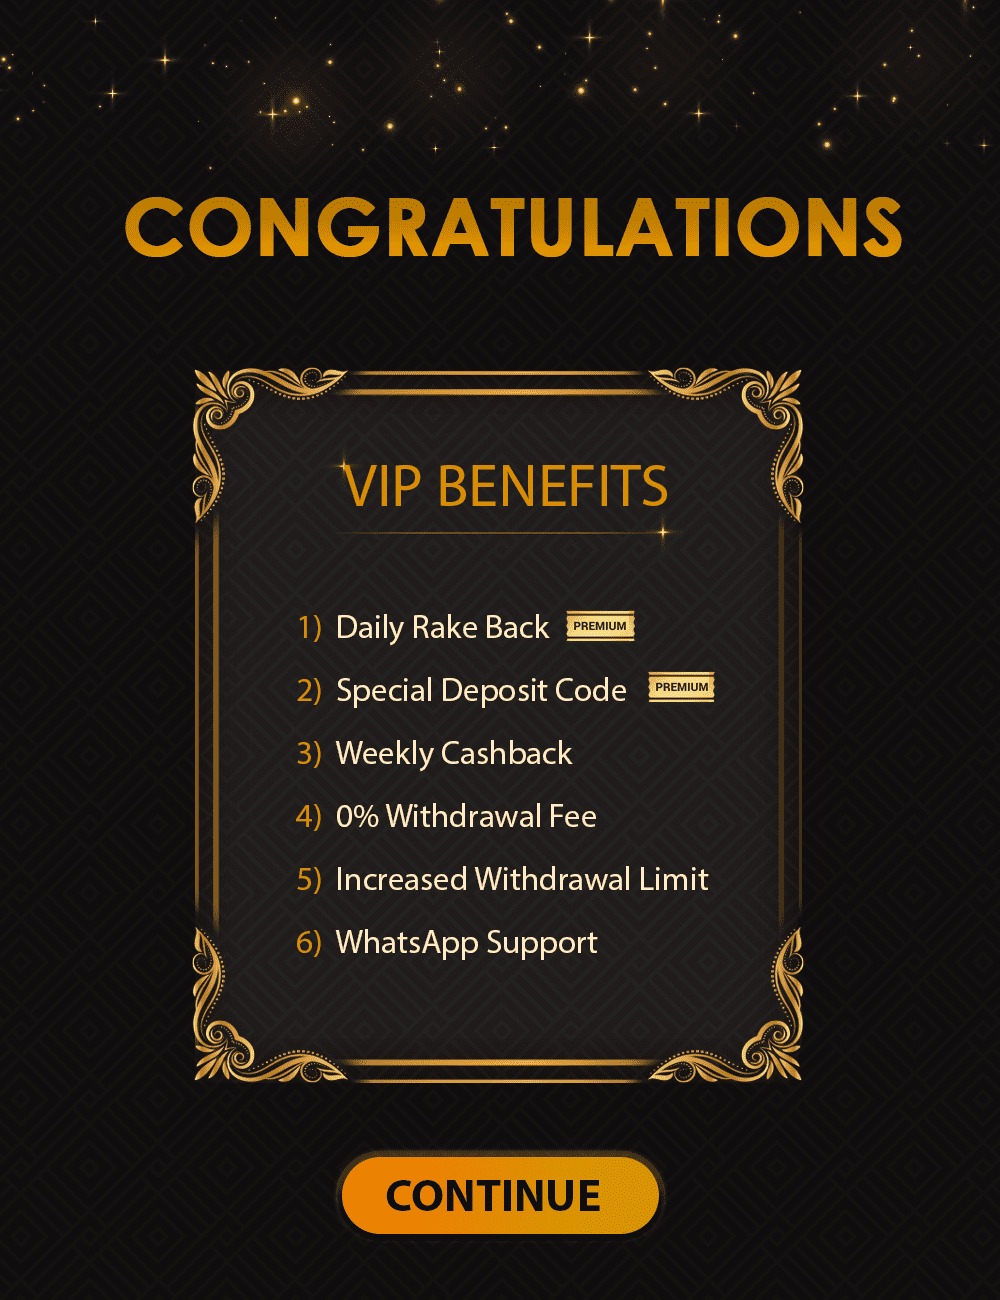 CONGRATULATIONS
VIP BENEFITS
1) Daily Rake Back PREMIUM
2) Special Deposit Code PREMIUM
3) Weekly Cashback
4) 0% Withdrawal Fee
5) Increased Withdrawal Limit
6) WhatsApp Support
CONTINUE